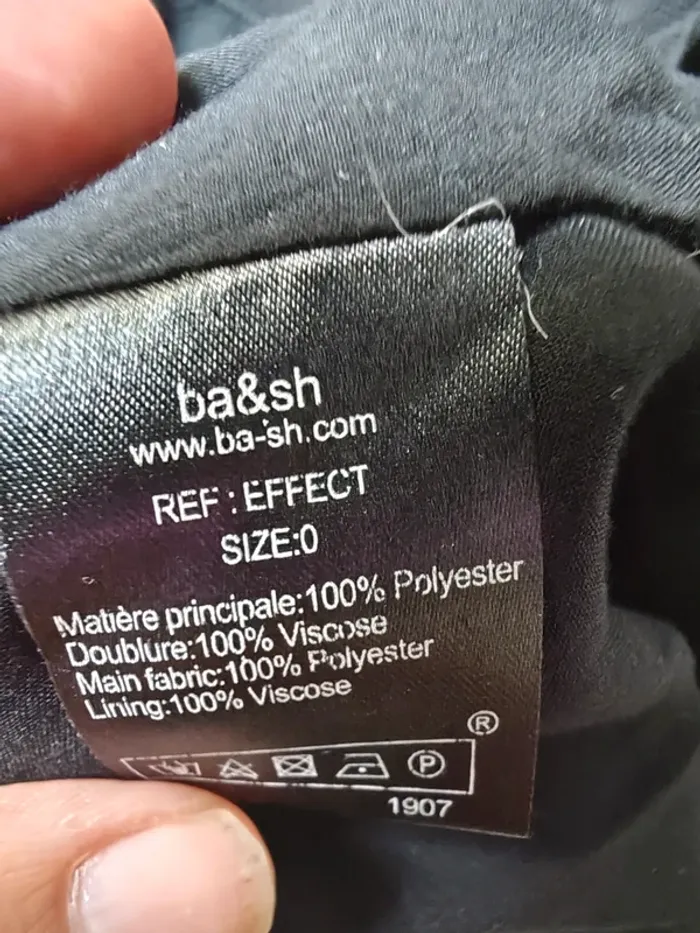 ba&sh
www.ba-sh.com
REF : EFFECT
SIZE:0
Matière principale:100% Polyester
Doublure:100% Viscose
Main fabric:100% Polyester
Lining:100% Viscose
®
P
1907